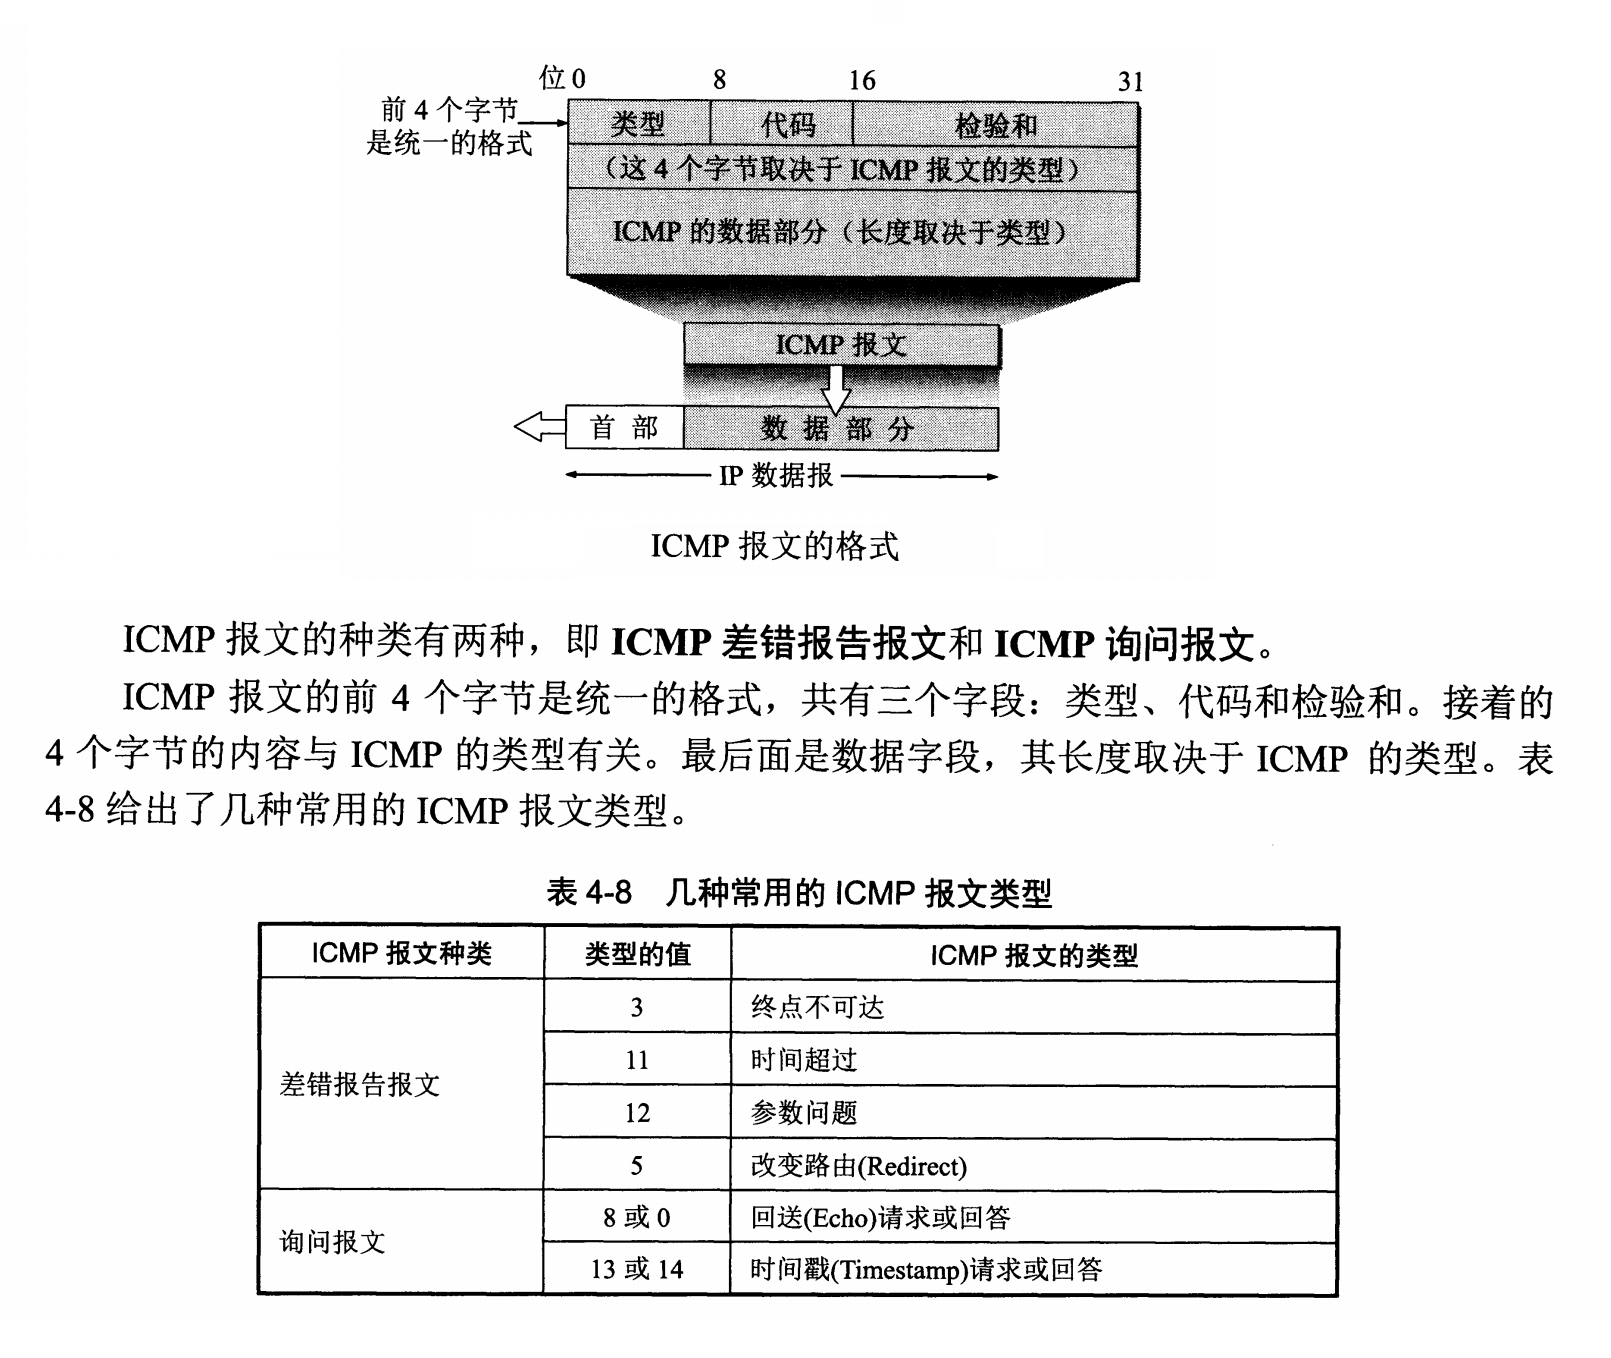 位 0 8 16 31
前 4 个字节
是统一的格式
类型 代码 检验和
（这 4 个字节取决于 ICMP 报文的类型）
ICMP 的数据部分（长度取决于类型）
ICMP 报文
首 部 数 据 部 分
IP 数据报
ICMP 报文的格式
ICMP 报文的种类有两种，即 ICMP 差错报告报文和 ICMP 询问报文。
ICMP 报文的前 4 个字节是统一的格式，共有三个字段：类型、代码和检验和。接着的
4 个字节的内容与 ICMP 的类型有关。最后面是数据字段，其长度取决于 ICMP 的类型。表
4-8 给出了几种常用的 ICMP 报文类型。
表 4-8 几种常用的 ICMP 报文类型
ICMP 报文种类 类型的值 ICMP 报文的类型
差错报告报文
3 终点不可达
11 时间超过
12 参数问题
5 改变路由(Redirect)
询问报文
8 或 0 回送(Echo)请求或回答
13 或 14 时间戳(Timestamp)请求或回答